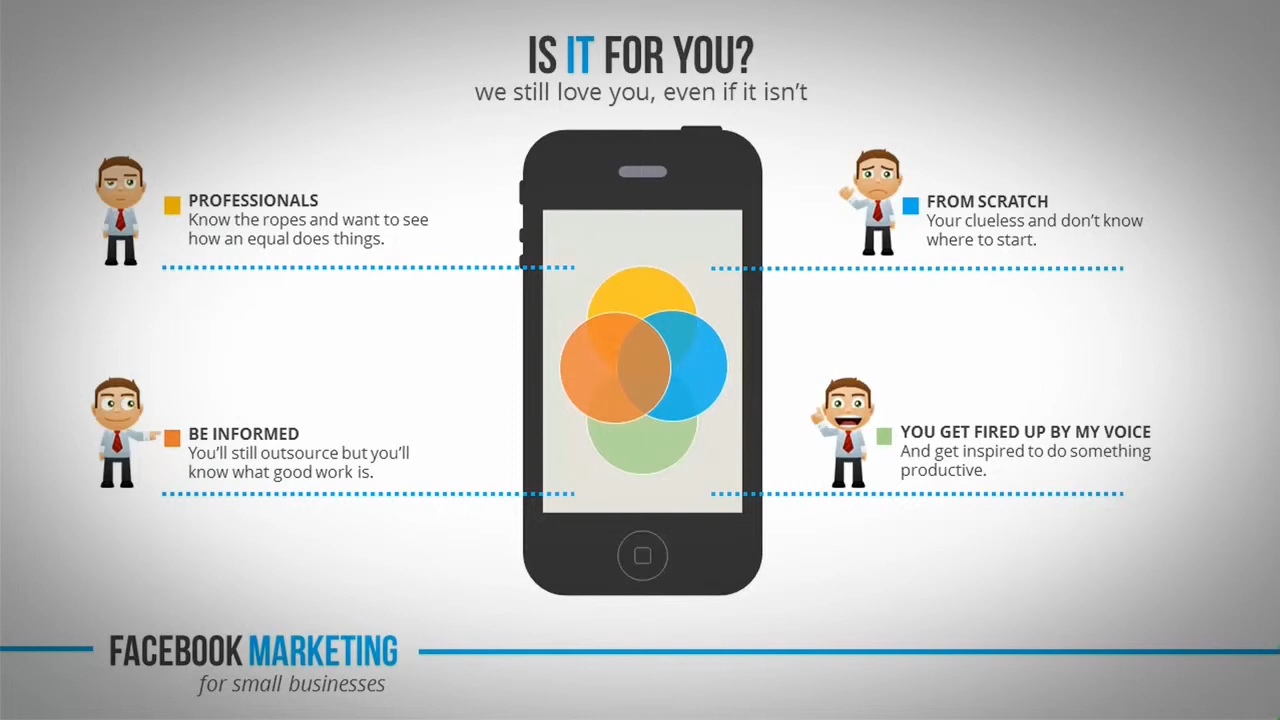 IS IT FOR YOU?
we still love you, even if it isn't
PROFESSIONALS
Know the ropes and want to see
how an equal does things.
FROM SCRATCH
Your clueless and don't know
where to start.
BE INFORMED
You'll still outsource but you'll
know what good work is.
YOU GET FIRED UP BY MY VOICE
And get inspired to do something
productive.
FACEBOOK MARKETING
for small businesses